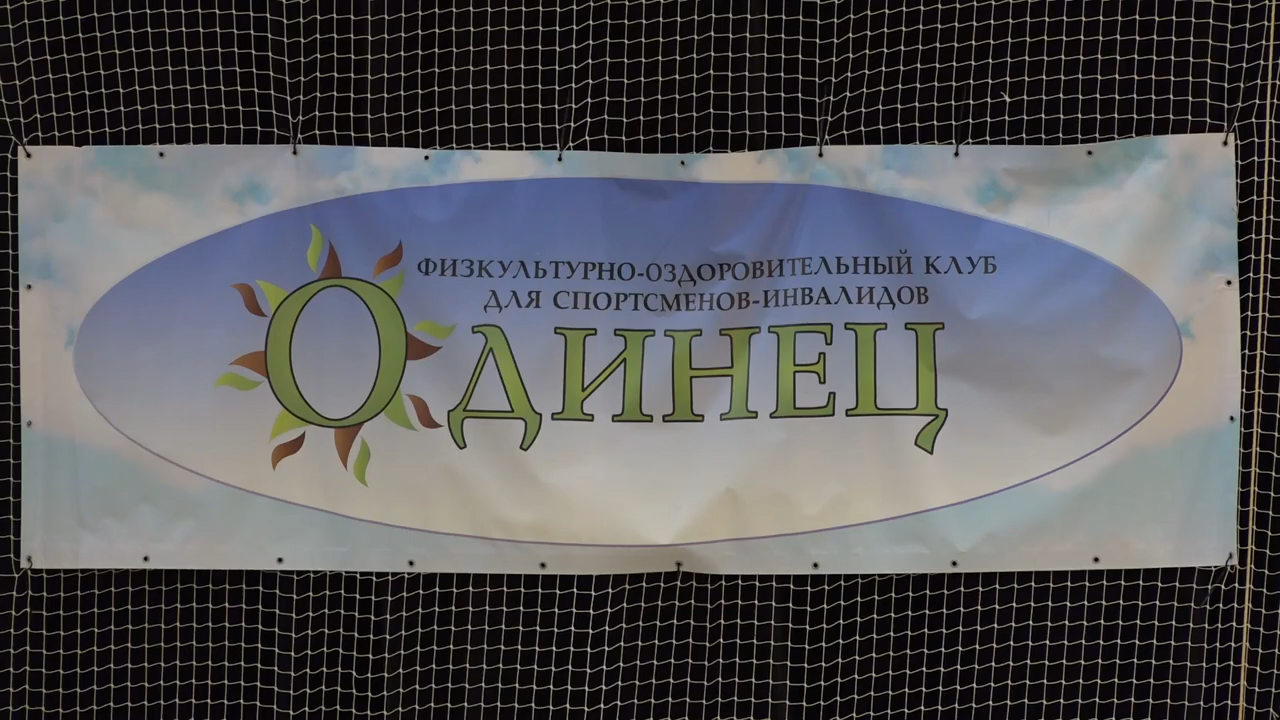 ФИЗКУЛЬТУРНО-ОЗДОРОВИТЕЛЬНЫЙ КЛУБ
ДЛЯ СПОРТСМЕНОВ-ИНВАЛИДОВ
ОДИНЕЦ